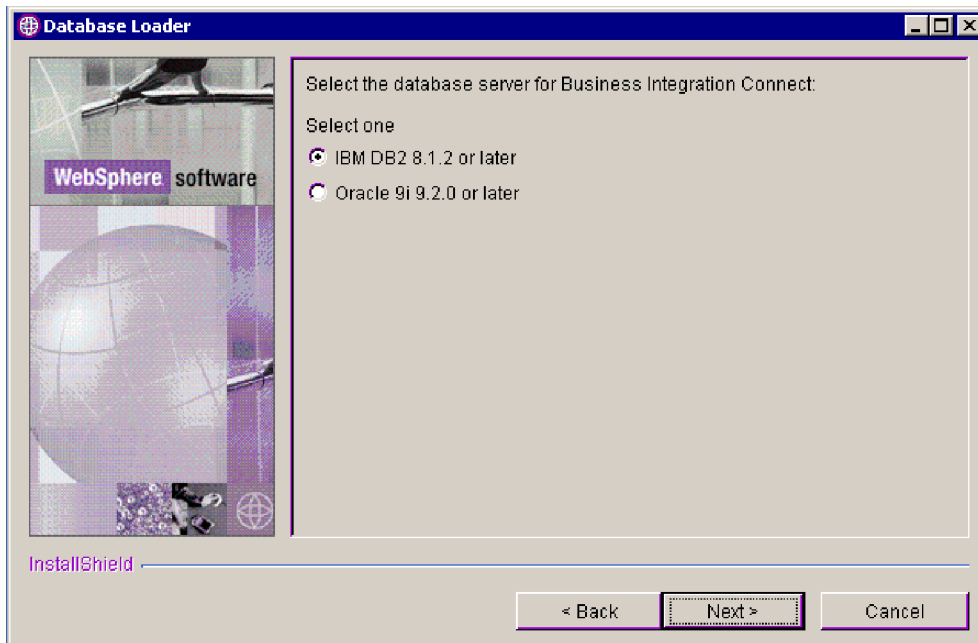 Database Loader
WebSphere software
Select the database server for Business Integration Connect:
Select one
IBM DB2 8.1.2 or later
Oracle 9i 9.2.0 or later
InstallShield
< Back
Next >
Cancel